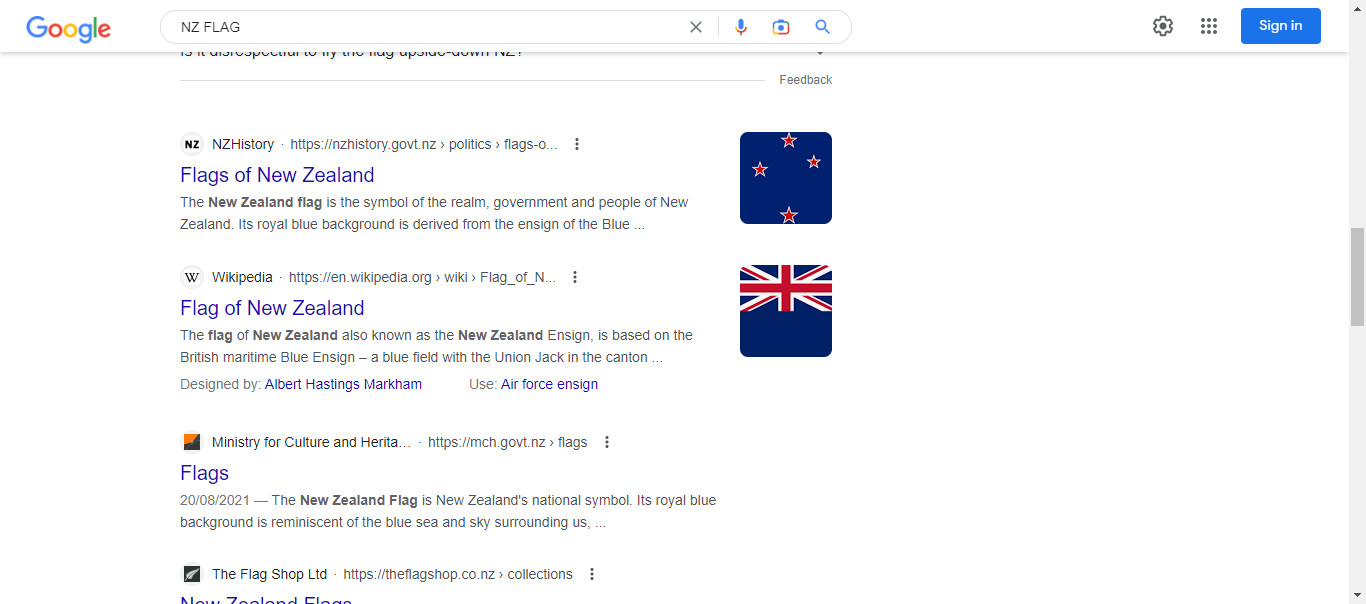 Google
NZ FLAG
Sign in
Is it disrespectful to fly the flag upside-down NZ?
Feedback
NZ NZHistory · https://nzhistory.govt.nz › politics › flags-o...
Flags of New Zealand
The New Zealand flag is the symbol of the realm, government and people of New
Zealand. Its royal blue background is derived from the ensign of the Blue ...
W Wikipedia · https://en.wikipedia.org › wiki › Flag_of_N...
Flag of New Zealand
The flag of New Zealand also known as the New Zealand Ensign, is based on the
British maritime Blue Ensign – a blue field with the Union Jack in the canton ...
Designed by: Albert Hastings Markham Use: Air force ensign
Ministry for Culture and Herita... · https://mch.govt.nz › flags
Flags
20/08/2021 — The New Zealand Flag is New Zealand's national symbol. Its royal blue
background is reminiscent of the blue sea and sky surrounding us, ...
The Flag Shop Ltd · https://theflagshop.co.nz › collections
New Zealand Flags